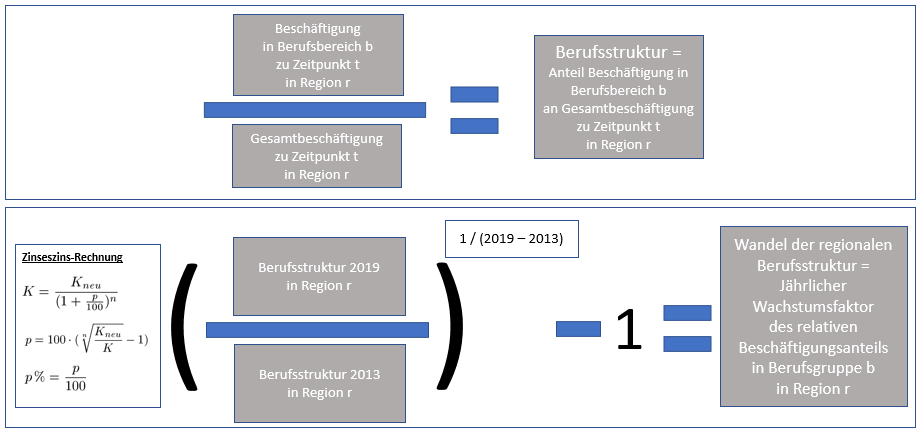 Beschäftigung
in Berufsbereich b
zu Zeitpunkt t
in Region r
Gesamtbeschäftigung
zu Zeitpunkt t
in Region r
=
Berufsstruktur =
Anteil Beschäftigung in
Berufsbereich b
an Gesamtbeschäftigung
zu Zeitpunkt t
in Region r
Zinseszins-Rechnung
K = K_neu / (1 + p/100)^n
p = 100 · (ⁿ√(K_neu/K) − 1)
p% = p/100
(
Berufsstruktur 2019
in Region r
Berufsstruktur 2013
in Region r
)
1 / (2019 – 2013)
– 1 =
Wandel der regionalen
Berufsstruktur =
Jährlicher
Wachstumsfaktor
des relativen
Beschäftigungsanteils
in Berufsgruppe b
in Region r